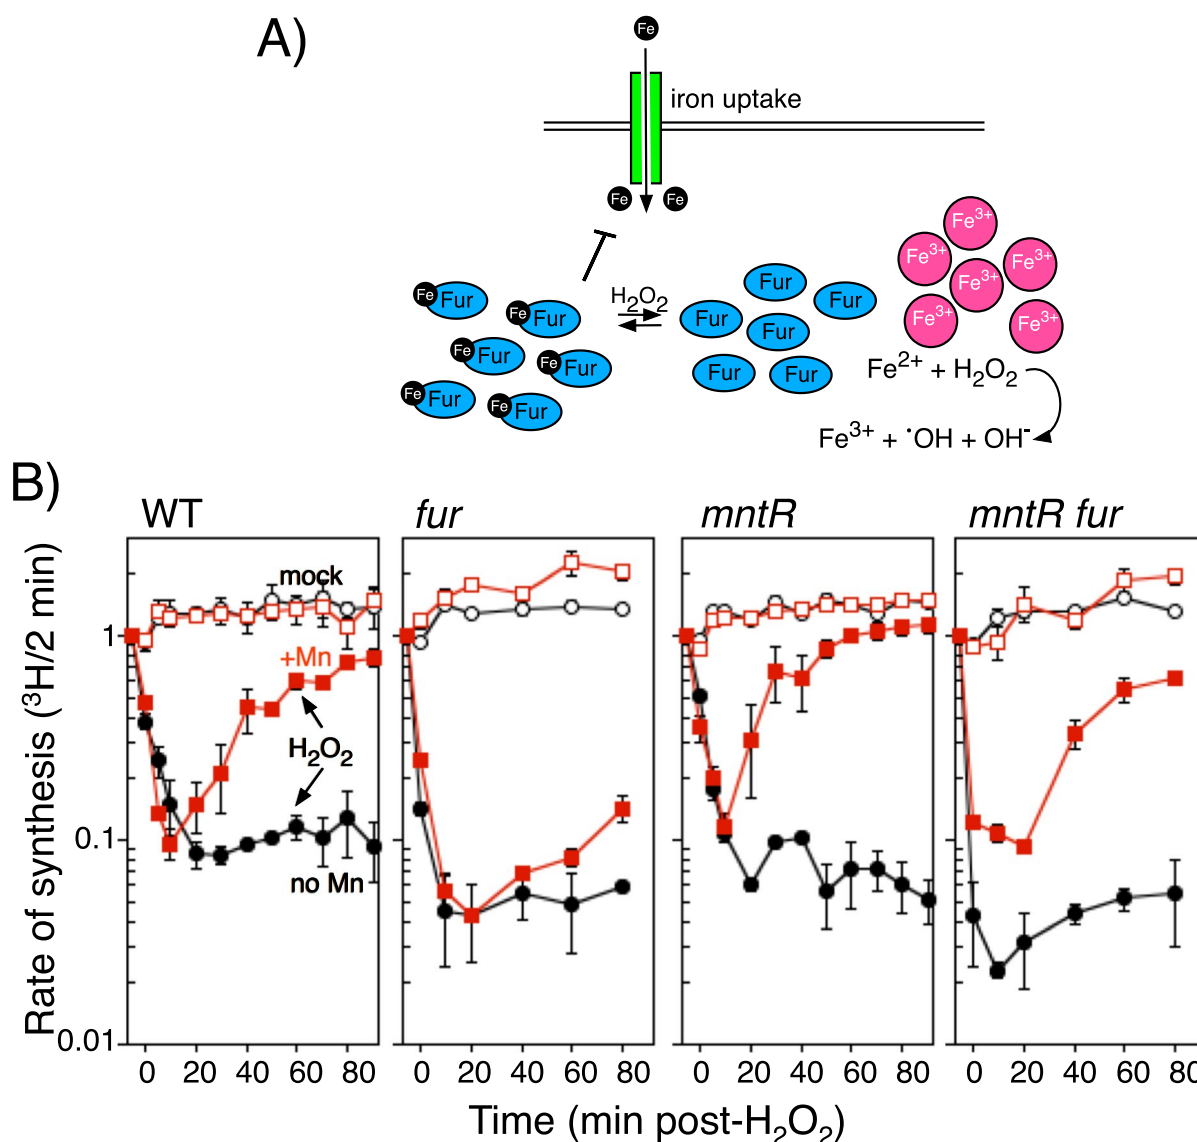 A)
Fe
iron uptake
Fe Fe
Fe Fur
Fe Fur
Fe Fur
Fe Fur
Fe Fur
Fe Fur
H₂O₂
Fur
Fur Fur
Fur
Fur Fur
Fe³⁺
Fe³⁺ Fe³⁺
Fe³⁺
Fe³⁺ Fe³⁺
Fe²⁺ + H₂O₂
Fe³⁺ + ·OH + OH⁻
B)
WT fur mntR mntR fur
Rate of synthesis (³H/2 min)
1
0.1
0.01
mock
+Mn
H₂O₂
no Mn
0 20 40 60 80
0 20 40 60 80
0 20 40 60 80
0 20 40 60 80
Time (min post-H₂O₂)